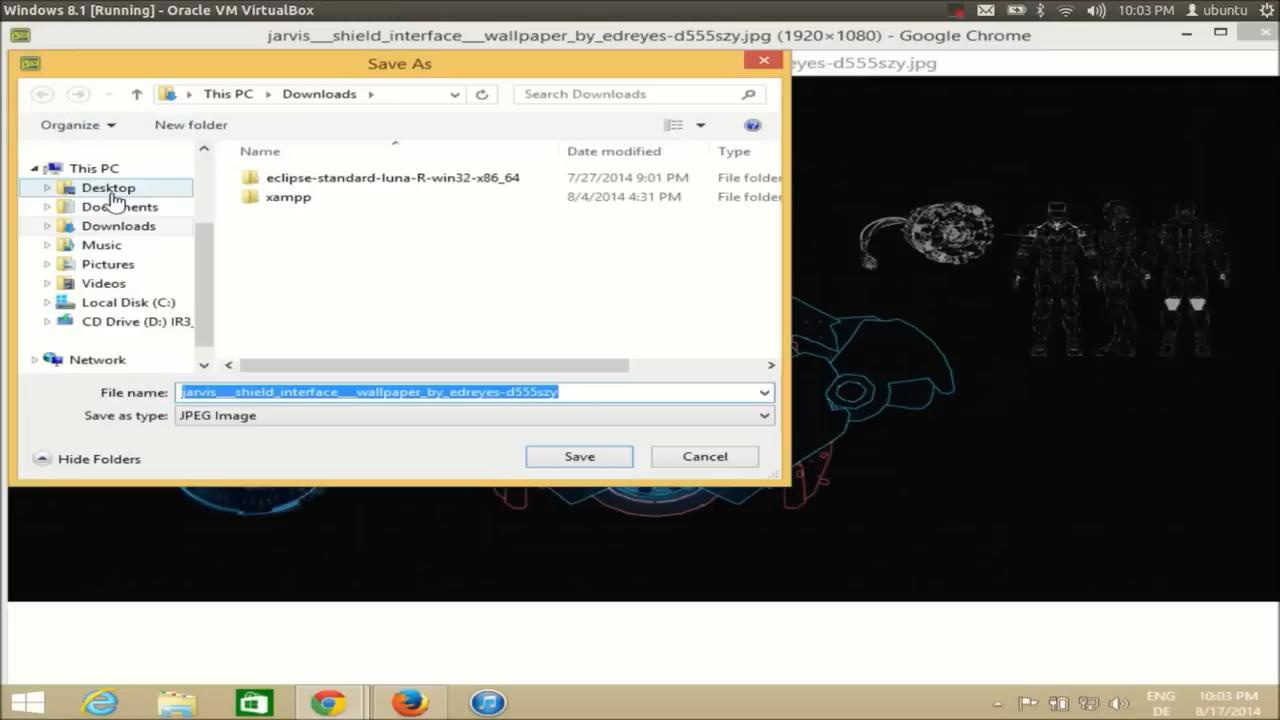 Windows 8.1 [Running] - Oracle VM VirtualBox
10:03 PM
ubuntu
jarvis___shield_interface___wallpaper_by_edreyes-d555szy.jpg (1920×1080) - Google Chrome
Save As
eyes-d555szy.jpg
This PC
Downloads
Search Downloads
Organize
New folder
Name
Date modified
Type
This PC
Desktop
Documents
Downloads
Music
Pictures
Videos
Local Disk (C:)
CD Drive (D:) IR3_
Network
eclipse-standard-luna-R-win32-x86_64
7/27/2014 9:01 PM
File folder
xampp
8/4/2014 4:31 PM
File folder
File name:
jarvis___shield_interface___wallpaper_by_edreyes-d555szy
Save as type:
JPEG Image
Hide Folders
Save
Cancel
ENG
DE
10:03 PM
8/17/2014